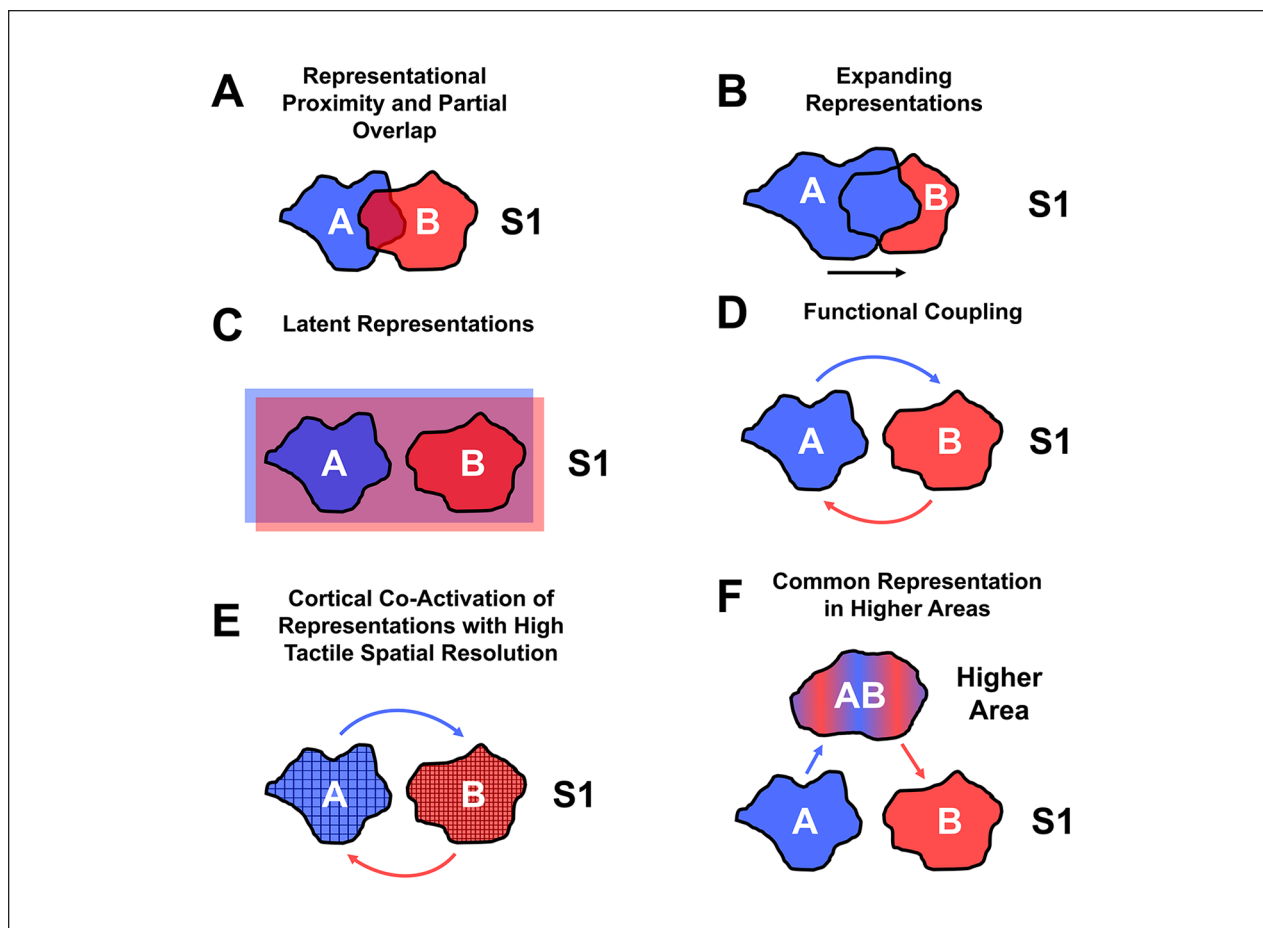 A
Representational
Proximity and Partial
Overlap
A
B
S1
B
Expanding
Representations
A
B
S1
C
Latent Representations
A
B
S1
D
Functional Coupling
A
B
S1
E
Cortical Co-Activation of
Representations with High
Tactile Spatial Resolution
A
B
S1
F
Common Representation
in Higher Areas
AB
Higher
Area
A
B
S1